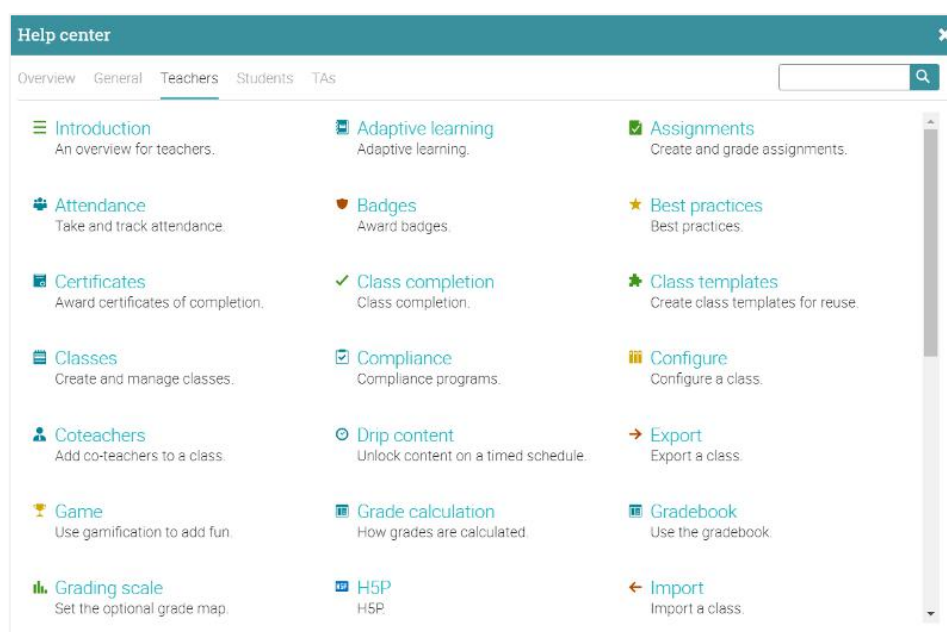 Help center
Overview General Teachers Students TAs
Introduction
An overview for teachers.
Adaptive learning
Adaptive learning.
Assignments
Create and grade assignments.
Attendance
Take and track attendance.
Badges
Award badges.
Best practices
Best practices.
Certificates
Award certificates of completion.
Class completion
Class completion.
Class templates
Create class templates for reuse.
Classes
Create and manage classes.
Compliance
Compliance programs.
Configure
Configure a class.
Coteachers
Add co-teachers to a class.
Drip content
Unlock content on a timed schedule.
Export
Export a class.
Game
Use gamification to add fun.
Grade calculation
How grades are calculated.
Gradebook
Use the gradebook.
Grading scale
Set the optional grade map.
H5P
H5P.
Import
Import a class.